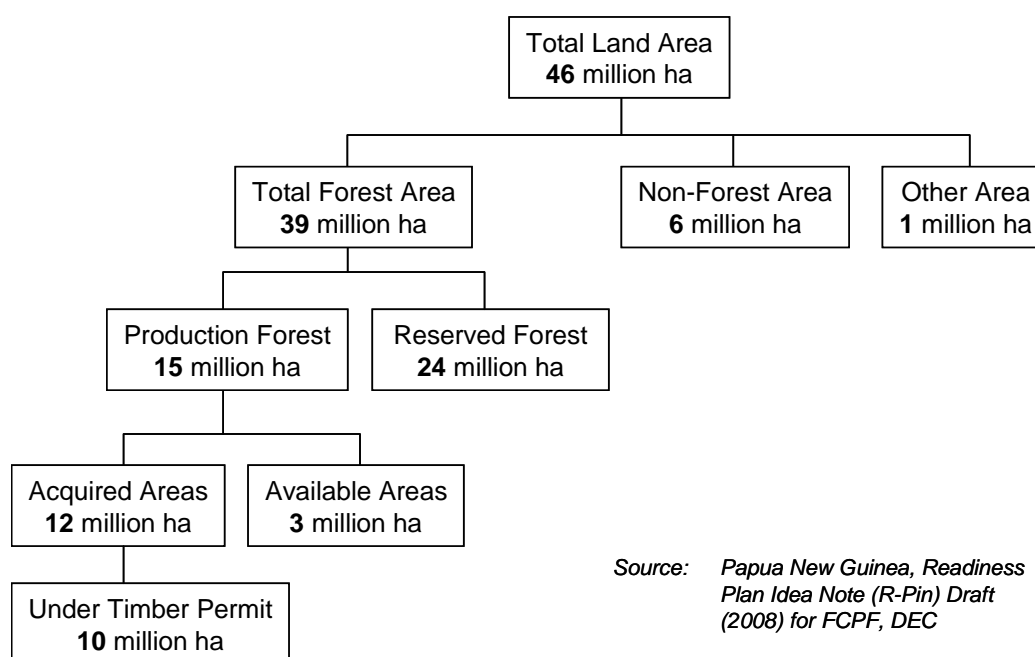 Total Land Area
46 million ha
Total Forest Area
39 million ha
Non-Forest Area
6 million ha
Other Area
1 million ha
Production Forest
15 million ha
Reserved Forest
24 million ha
Acquired Areas
12 million ha
Available Areas
3 million ha
Under Timber Permit
10 million ha
Source: Papua New Guinea, Readiness
Plan Idea Note (R-Pin) Draft
(2008) for FCPF, DEC